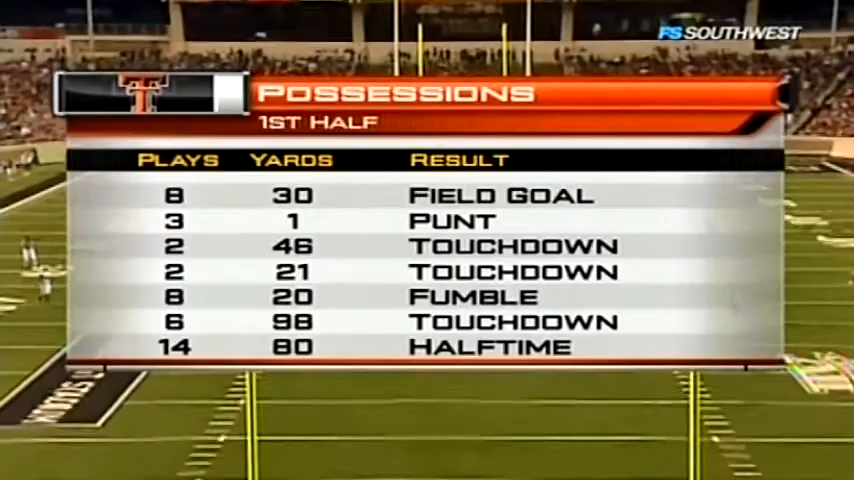 FS SOUTHWEST
POSSESSIONS
1ST HALF
PLAYS YARDS RESULT
8 30 FIELD GOAL
3 1 PUNT
2 46 TOUCHDOWN
2 21 TOUCHDOWN
8 20 FUMBLE
6 98 TOUCHDOWN
14 80 HALFTIME